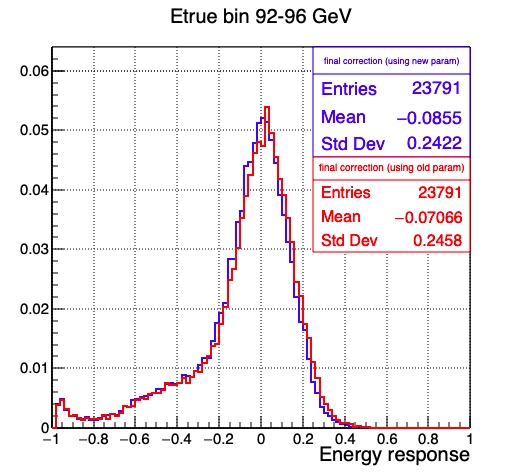 Etrue bin 92-96 GeV
final correction (using new param)
Entries 23791
Mean −0.0855
Std Dev 0.2422
final correction (using old param)
Entries 23791
Mean −0.07066
Std Dev 0.2458
0.06
0.05
0.04
0.03
0.02
0.01
0
−1 −0.8 −0.6 −0.4 −0.2 0 0.2 0.4 0.6 0.8 1
Energy response